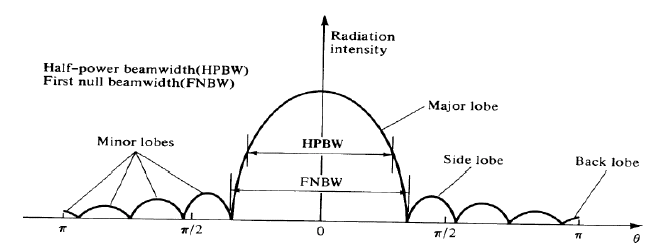 Radiation
intensity
Half-power beamwidth(HPBW)
First null beamwidth(FNBW)
Major lobe
Minor lobes
HPBW
Side lobe
Back lobe
FNBW
π
π/2
0
π/2
π
θ